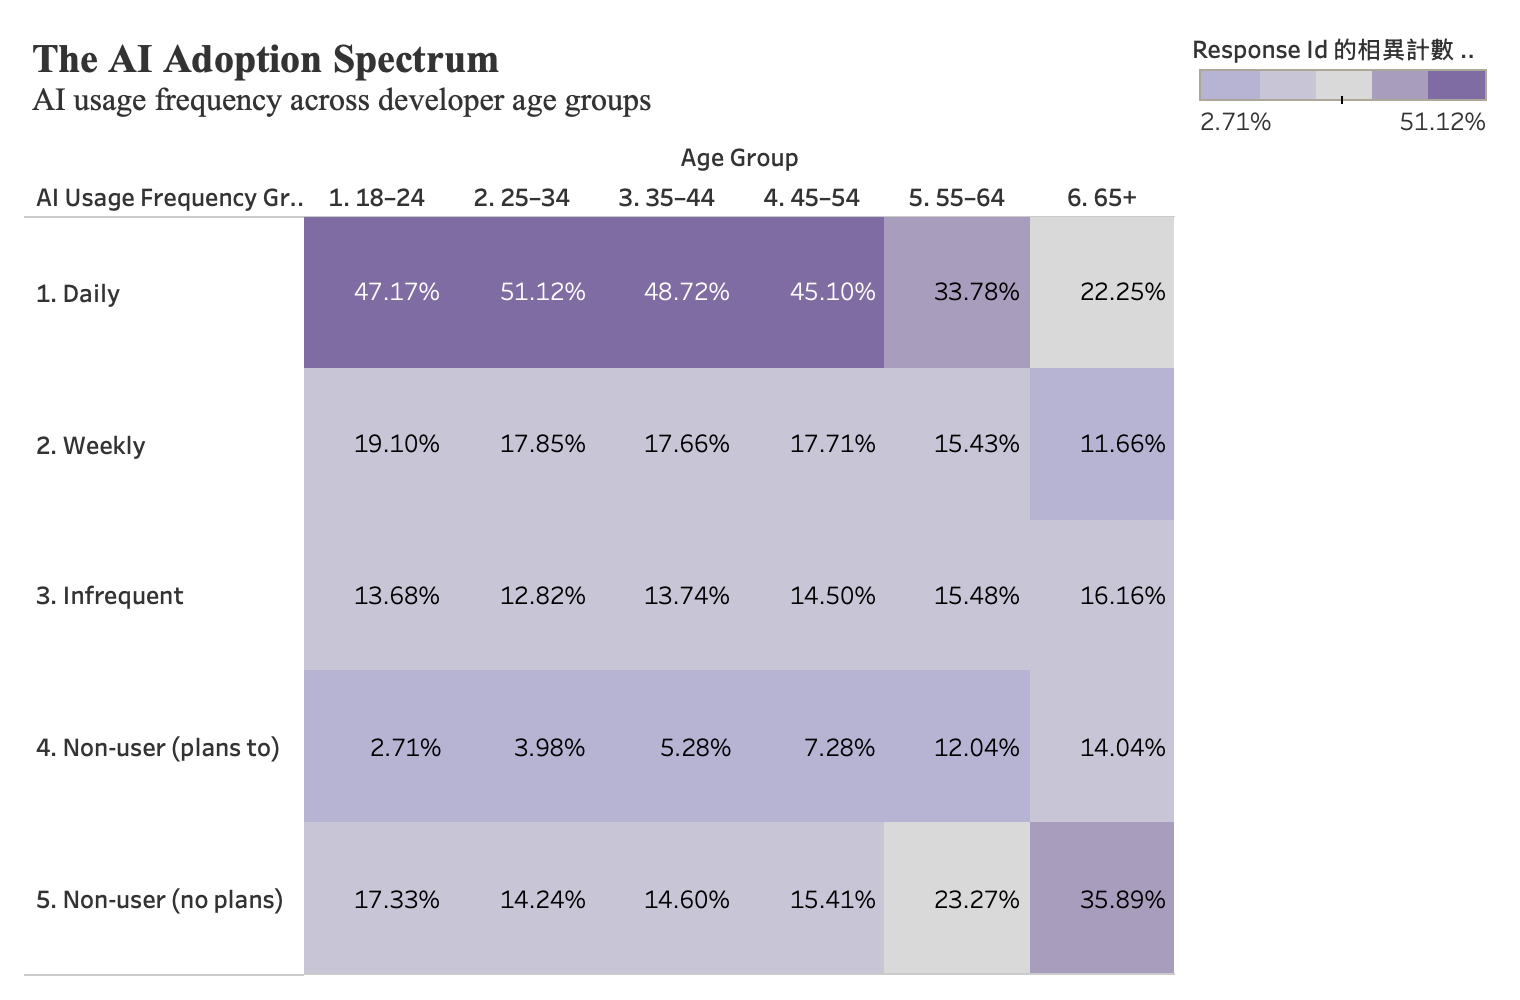 The AI Adoption Spectrum
AI usage frequency across developer age groups
Response Id 的相異計數 ..
2.71% 51.12%
Age Group
AI Usage Frequency Gr.. 1. 18–24 2. 25–34 3. 35–44 4. 45–54 5. 55–64 6. 65+
1. Daily 47.17% 51.12% 48.72% 45.10% 33.78% 22.25%
2. Weekly 19.10% 17.85% 17.66% 17.71% 15.43% 11.66%
3. Infrequent 13.68% 12.82% 13.74% 14.50% 15.48% 16.16%
4. Non-user (plans to) 2.71% 3.98% 5.28% 7.28% 12.04% 14.04%
5. Non-user (no plans) 17.33% 14.24% 14.60% 15.41% 23.27% 35.89%